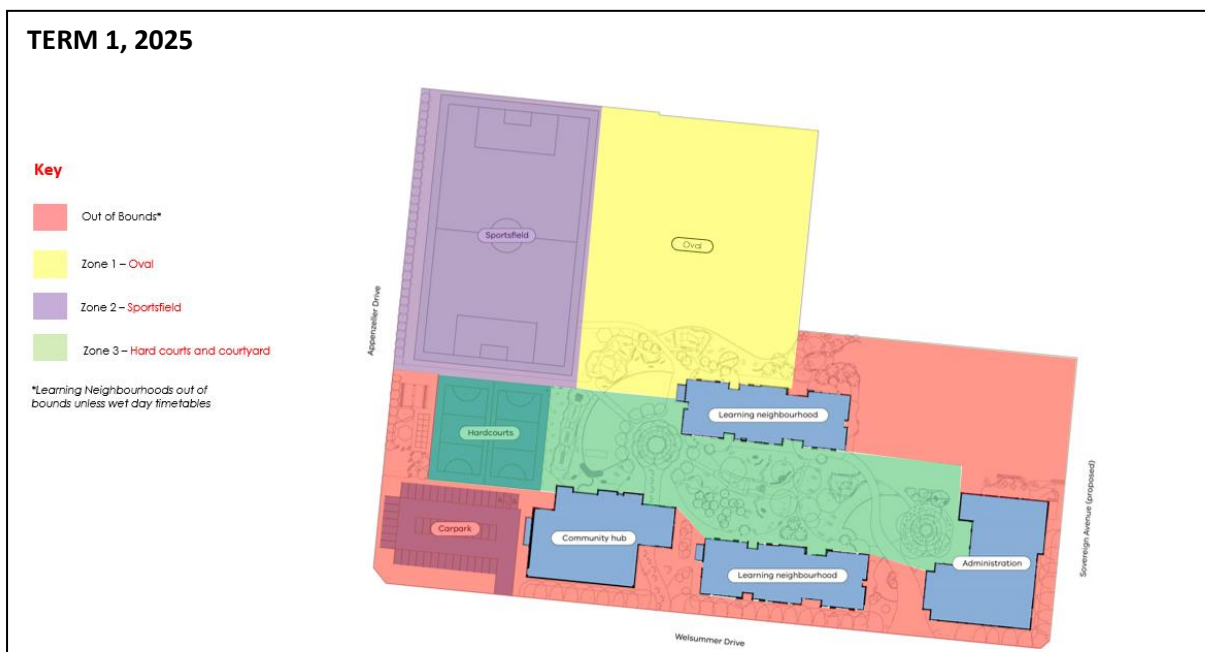 TERM 1, 2025
Key
Out of Bounds*
Zone 1 – Oval
Zone 2 – Sportsfield
Zone 3 – Hard courts and courtyard
*Learning Neighbourhoods out of
bounds unless wet day timetables
Sportsfield
Oval
Appenzeller Drive
Learning neighbourhood
Hardcourts
Carpark
Community hub
Learning neighbourhood
Administration
Sovereign Avenue (proposed)
Welsummer Drive